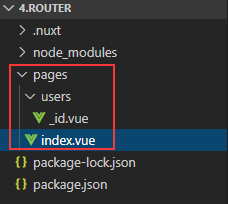 4.ROUTER
.nuxt
node_modules
pages
users
_id.vue
index.vue
package-lock.json
package.json